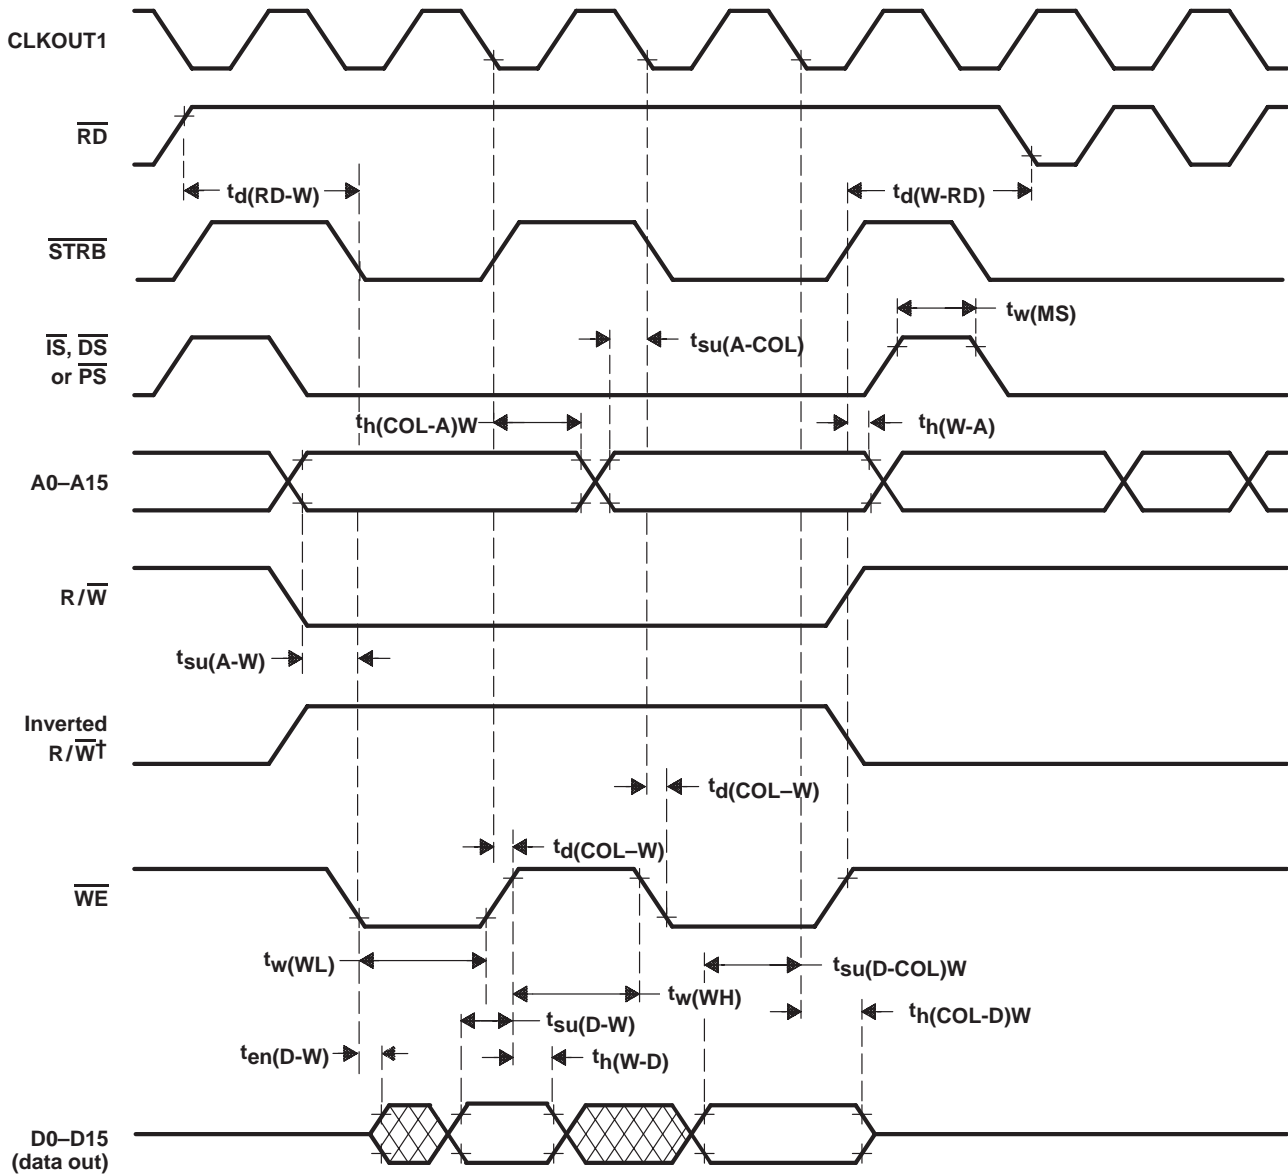 CLKOUT1
RD
td(RD-W)
td(W-RD)
STRB
tw(MS)
IS, DS
or PS
tsu(A-COL)
th(COL-A)W
th(W-A)
A0–A15
R/W
tsu(A-W)
Inverted
R/W†
td(COL–W)
td(COL–W)
WE
tw(WL)
tsu(D-COL)W
tw(WH)
th(COL-D)W
tsu(D-W)
ten(D-W)
th(W-D)
D0–D15
(data out)